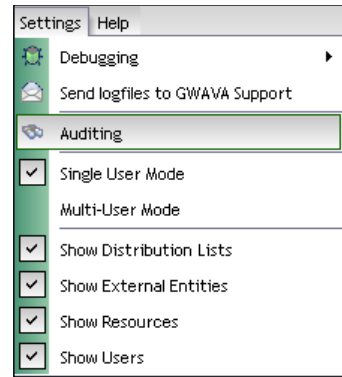 Settings Help
Debugging
Send logfiles to GWAVA Support
Auditing
Single User Mode
Multi-User Mode
Show Distribution Lists
Show External Entities
Show Resources
Show Users